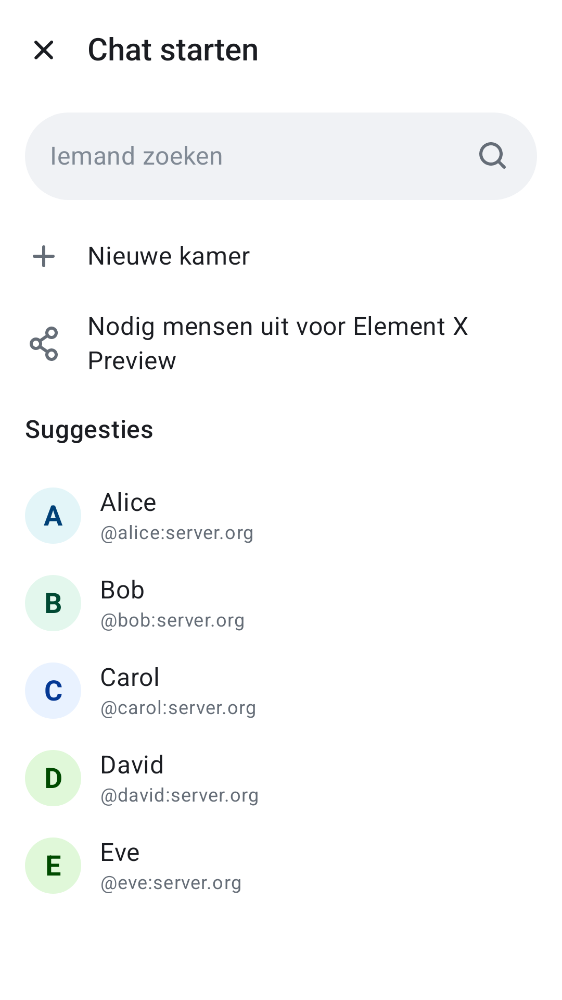 Chat starten
Iemand zoeken
Nieuwe kamer
Nodig mensen uit voor Element X
Preview
Suggesties
A
Alice
@alice:server.org
B
Bob
@bob:server.org
C
Carol
@carol:server.org
D
David
@david:server.org
E
Eve
@eve:server.org